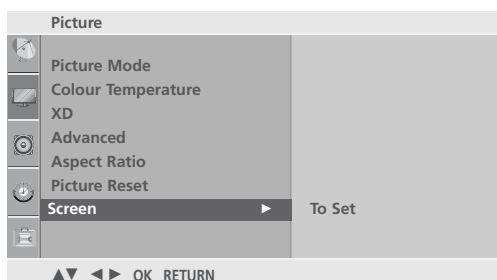 Picture
Picture Mode
Colour Temperature
XD
Advanced
Aspect Ratio
Picture Reset
Screen ► To Set
▲▼ ◄► OK RETURN